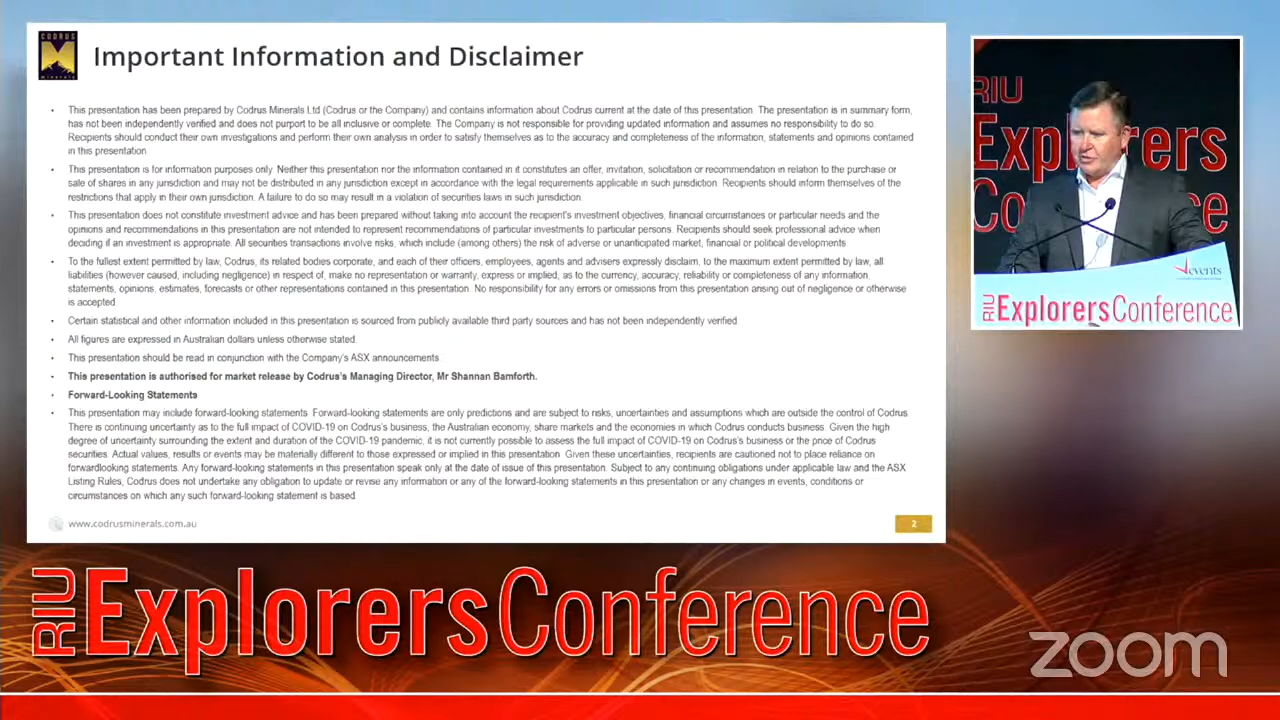 CODRUS
minerals
Important Information and Disclaimer
• This presentation has been prepared by Codrus Minerals Ltd (Codrus or the Company) and contains information about Codrus current at the date of this presentation. The presentation is in summary form,
has not been independently verified and does not purport to be all inclusive or complete. The Company is not responsible for providing updated information and assumes no responsibility to do so.
Recipients should conduct their own investigations and perform their own analysis in order to satisfy themselves as to the accuracy and completeness of the information, statements and opinions contained
in this presentation
• This presentation is for information purposes only. Neither this presentation nor the information contained in it constitutes an offer, invitation, solicitation or recommendation in relation to the purchase or
sale of shares in any jurisdiction and may not be distributed in any jurisdiction except in accordance with the legal requirements applicable in such jurisdiction. Recipients should inform themselves of the
restrictions that apply in their own jurisdiction. A failure to do so may result in a violation of securities laws in such jurisdiction.
• This presentation does not constitute investment advice and has been prepared without taking into account the recipient's investment objectives, financial circumstances or particular needs and the
opinions and recommendations in this presentation are not intended to represent recommendations of particular investments to particular persons. Recipients should seek professional advice when
deciding if an investment is appropriate. All securities transactions involve risks, which include (among others) the risk of adverse or unanticipated market, financial or political developments
• To the fullest extent permitted by law, Codrus, its related bodies corporate, and each of their officers, employees, agents and advisers expressly disclaim, to the maximum extent permitted by law, all
liabilities (however caused, including negligence) in respect of, make no representation or warranty, express or implied, as to the currency, accuracy, reliability or completeness of any information,
statements, opinions, estimates, forecasts or other representations contained in this presentation. No responsibility for any errors or omissions from this presentation arising out of negligence or otherwise
is accepted
• Certain statistical and other information included in this presentation is sourced from publicly available third party sources and has not been independently verified
• All figures are expressed in Australian dollars unless otherwise stated.
• This presentation should be read in conjunction with the Company's ASX announcements
• This presentation is authorised for market release by Codrus's Managing Director, Mr Shannan Bamforth.
• Forward-Looking Statements
• This presentation may include forward-looking statements. Forward-looking statements are only predictions and are subject to risks, uncertainties and assumptions which are outside the control of Codrus.
There is continuing uncertainty as to the full impact of COVID-19 on Codrus's business, the Australian economy, share markets and the economies in which Codrus conducts business. Given the high
degree of uncertainty surrounding the extent and duration of the COVID-19 pandemic, it is not currently possible to assess the full impact of COVID-19 on Codrus's business or the price of Codrus
securities. Actual values, results or events may be materially different to those expressed or implied in this presentation. Given these uncertainties, recipients are cautioned not to place reliance on
forwardlooking statements. Any forward-looking statements in this presentation speak only at the date of issue of this presentation. Subject to any continuing obligations under applicable law and the ASX
Listing Rules, Codrus does not undertake any obligation to update or revise any information or any of the forward-looking statements in this presentation or any changes in events, conditions or
circumstances on which any such forward-looking statement is based
www.codrusminerals.com.au
2
RIU
Explorers
Co ce
events
RIU ExplorersConference
RIU ExplorersConference
zoom